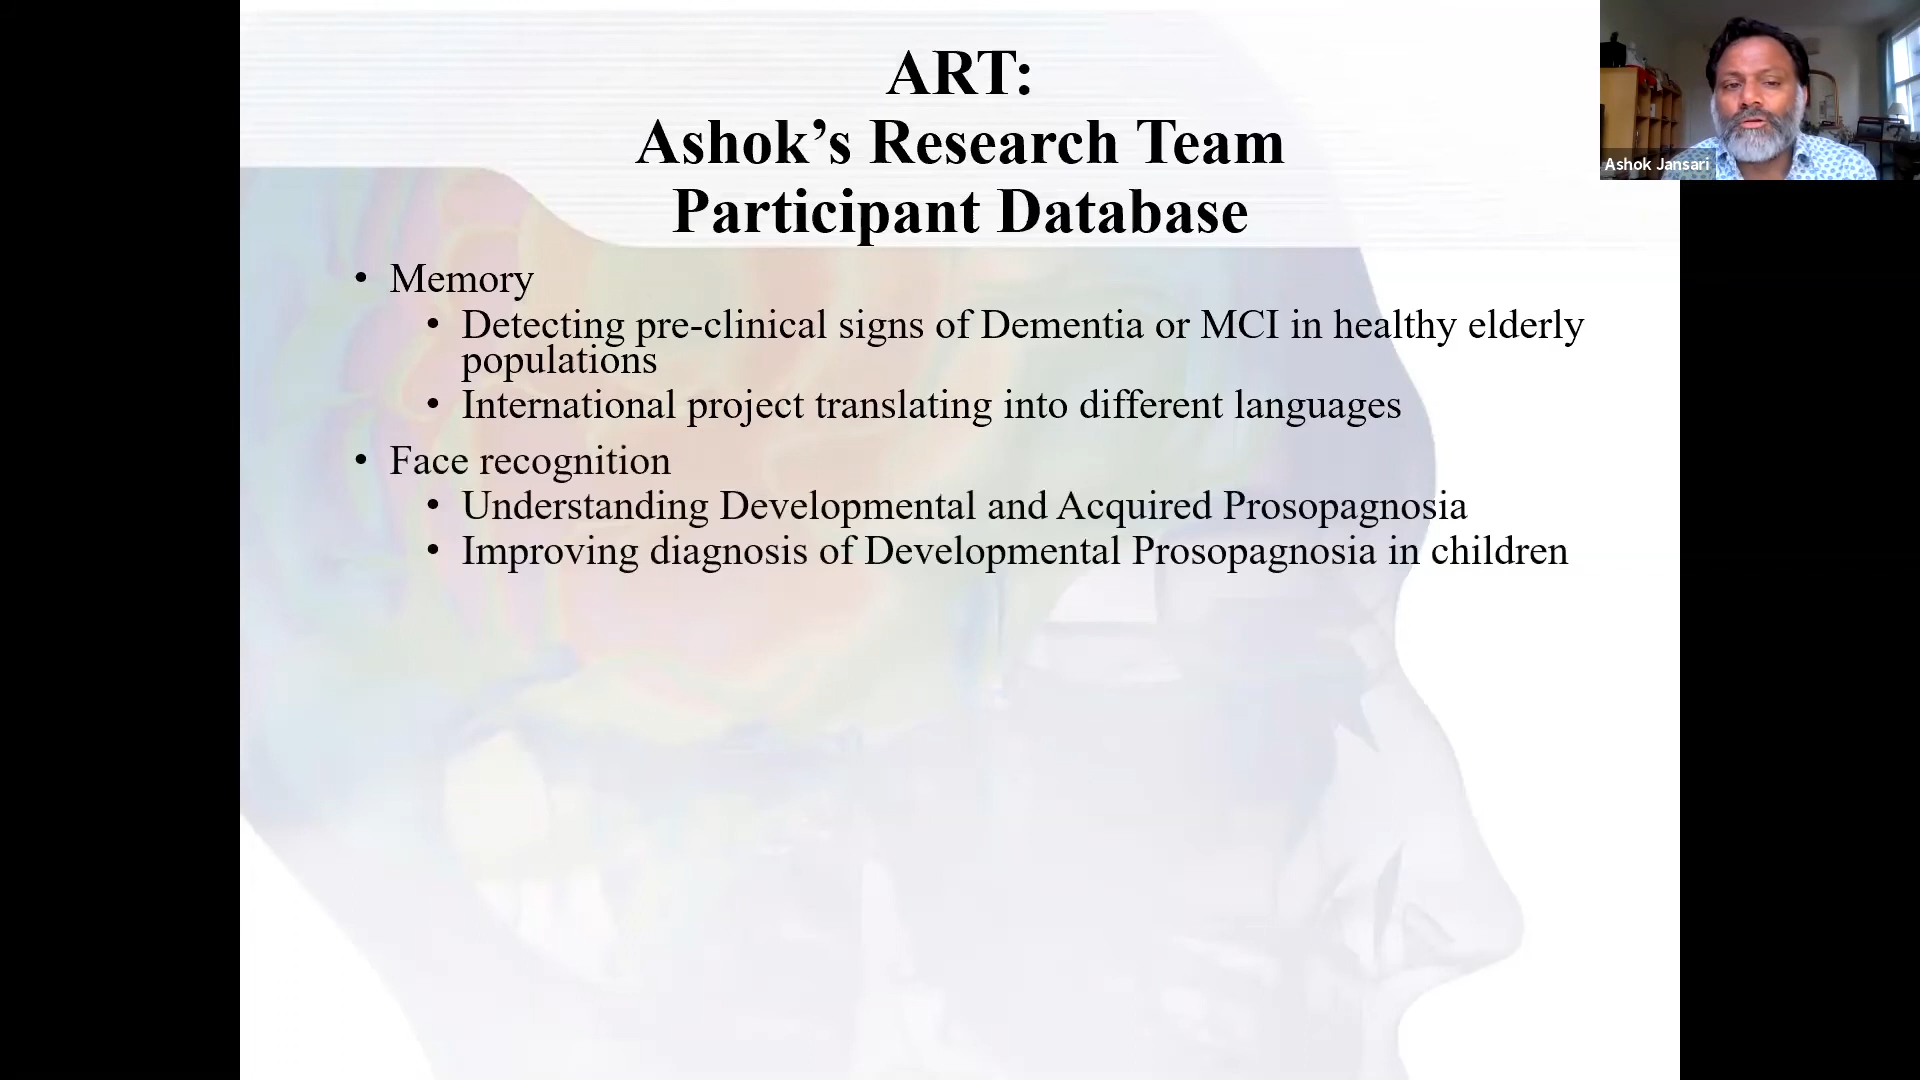 ART:
Ashok’s Research Team
Participant Database
Ashok Jansari
• Memory
• Detecting pre-clinical signs of Dementia or MCI in healthy elderly
populations
• International project translating into different languages
• Face recognition
• Understanding Developmental and Acquired Prosopagnosia
• Improving diagnosis of Developmental Prosopagnosia in children